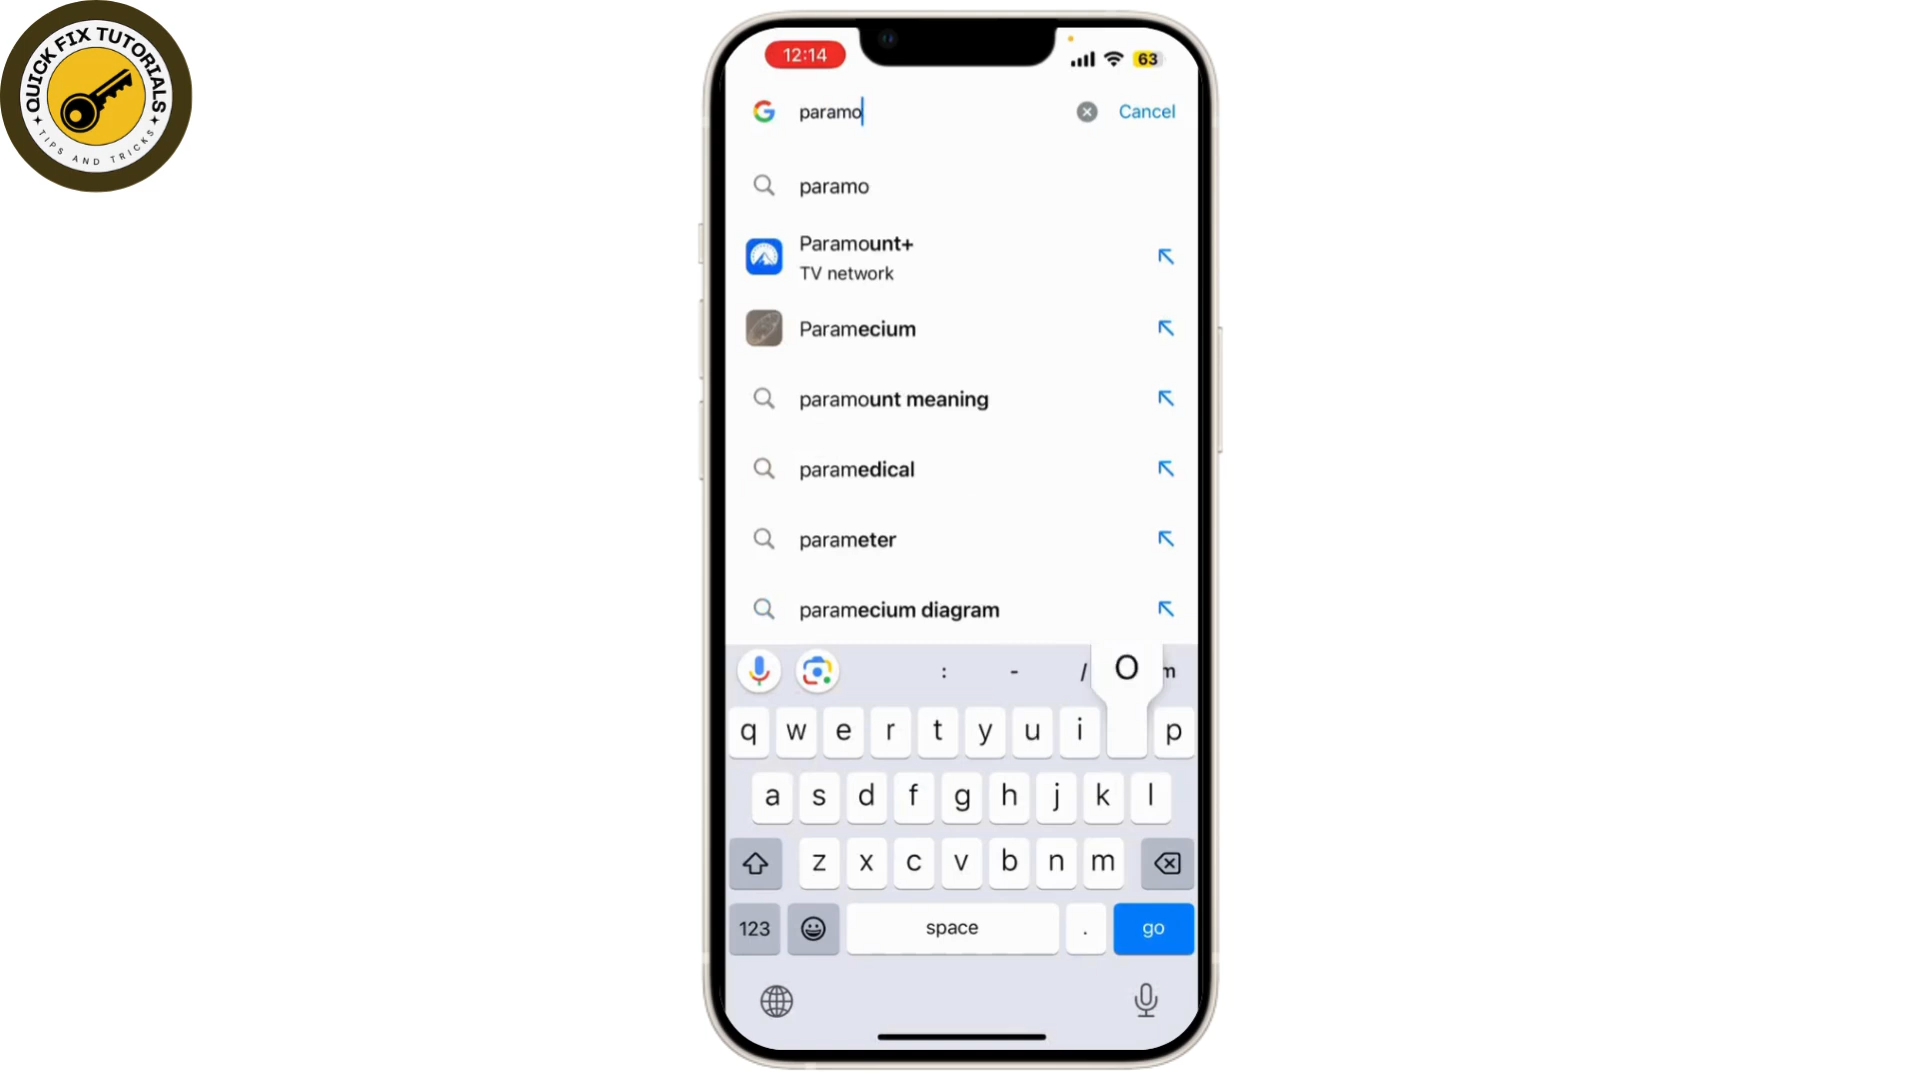 QUICK FIX TUTORIALS
TIPS AND TRICKS
12:14
63
paramo
Cancel
paramo
Paramount+
TV network
Paramecium
paramount meaning
paramedical
parameter
paramecium diagram
: - / O m
q w e r t y u i p
a s d f g h j k l
z x c v b n m
123 space . go